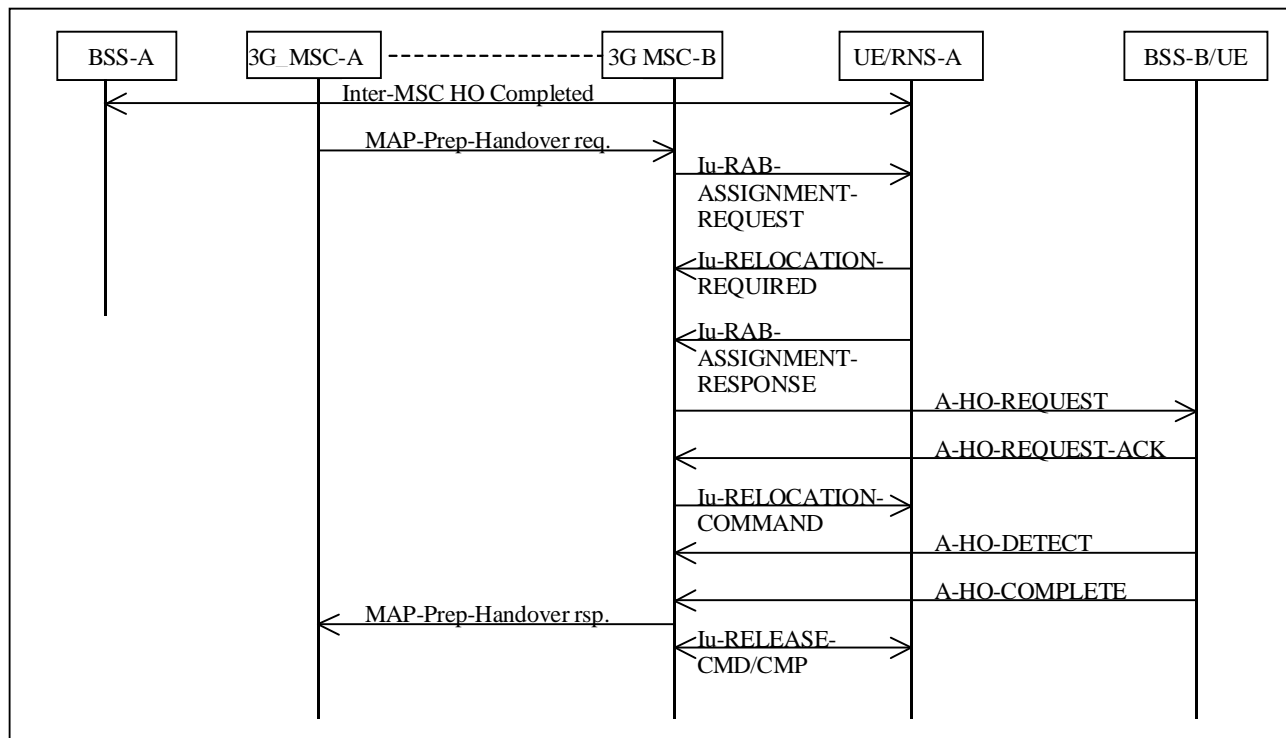 BSS-A
3G_MSC-A
3G MSC-B
UE/RNS-A
BSS-B/UE
Inter-MSC HO Completed
MAP-Prep-Handover req.
Iu-RAB-
ASSIGNMENT-
REQUEST
Iu-RELOCATION-
REQUIRED
Iu-RAB-
ASSIGNMENT-
RESPONSE
A-HO-REQUEST
A-HO-REQUEST-ACK
Iu-RELOCATION-
COMMAND
A-HO-DETECT
A-HO-COMPLETE
MAP-Prep-Handover rsp.
Iu-RELEASE-
CMD/CMP